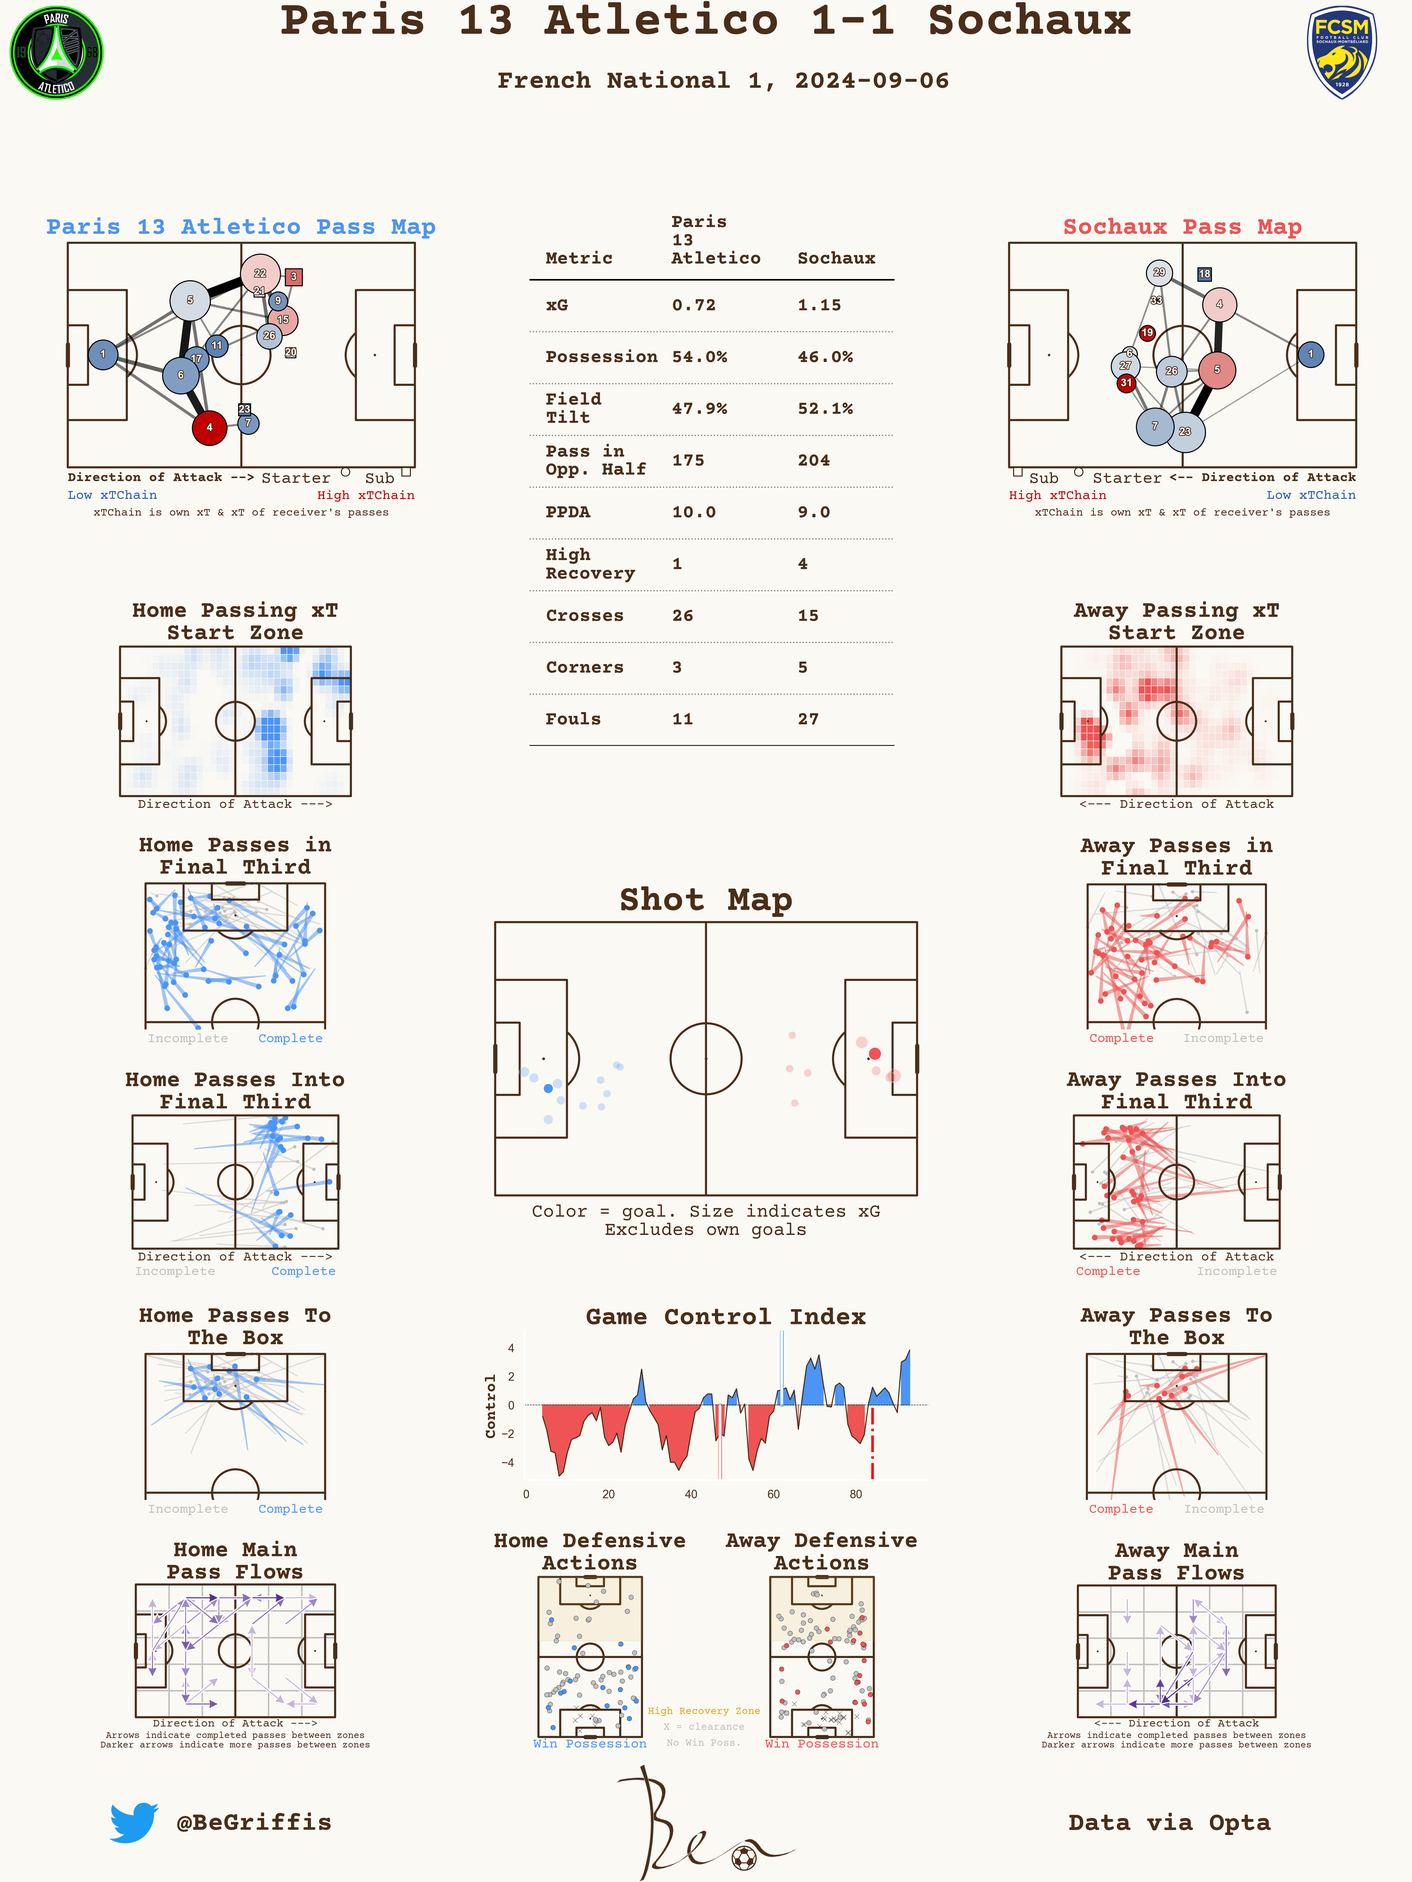 Paris 13 Atletico 1-1 Sochaux
French National 1, 2024-09-06
PARIS
19 68
ATLETICO
FCSM
FOOTBALL CLUB
SOCHAUX-MONTBÉLIARD
1928
Paris 13 Atletico Pass Map
22
3
21
9
5
15
26
11
20
1
17
6
23
4
7
Direction of Attack --> Starter Sub
Low xTChain High xTChain
xTChain is own xT & xT of receiver's passes
Paris
13
Metric Atletico Sochaux
xG 0.72 1.15
Possession 54.0% 46.0%
Field
Tilt 47.9% 52.1%
Pass in
Opp. Half 175 204
PPDA 10.0 9.0
High
Recovery 1 4
Crosses 26 15
Corners 3 5
Fouls 11 27
Sochaux Pass Map
29
18
33
4
19
6
1
27
26
5
31
7
23
Sub Starter <-- Direction of Attack
High xTChain Low xTChain
xTChain is own xT & xT of receiver's passes
Home Passing xT
Start Zone
Direction of Attack --->
Away Passing xT
Start Zone
<--- Direction of Attack
Home Passes in
Final Third
Incomplete Complete
Away Passes in
Final Third
Complete Incomplete
Shot Map
Color = goal. Size indicates xG
Excludes own goals
Home Passes Into
Final Third
Direction of Attack --->
Incomplete Complete
Away Passes Into
Final Third
<--- Direction of Attack
Complete Incomplete
Home Passes To
The Box
Incomplete Complete
Game Control Index
Control
4
2
0
−2
−4
0 20 40 60 80
Away Passes To
The Box
Complete Incomplete
Home Main
Pass Flows
Direction of Attack --->
Arrows indicate completed passes between zones
Darker arrows indicate more passes between zones
Home Defensive
Actions
Win Possession
High Recovery Zone
X = clearance
No Win Poss.
Away Defensive
Actions
Win Possession
Away Main
Pass Flows
<--- Direction of Attack
Arrows indicate completed passes between zones
Darker arrows indicate more passes between zones
@BeGriffis
Ben
Data via Opta